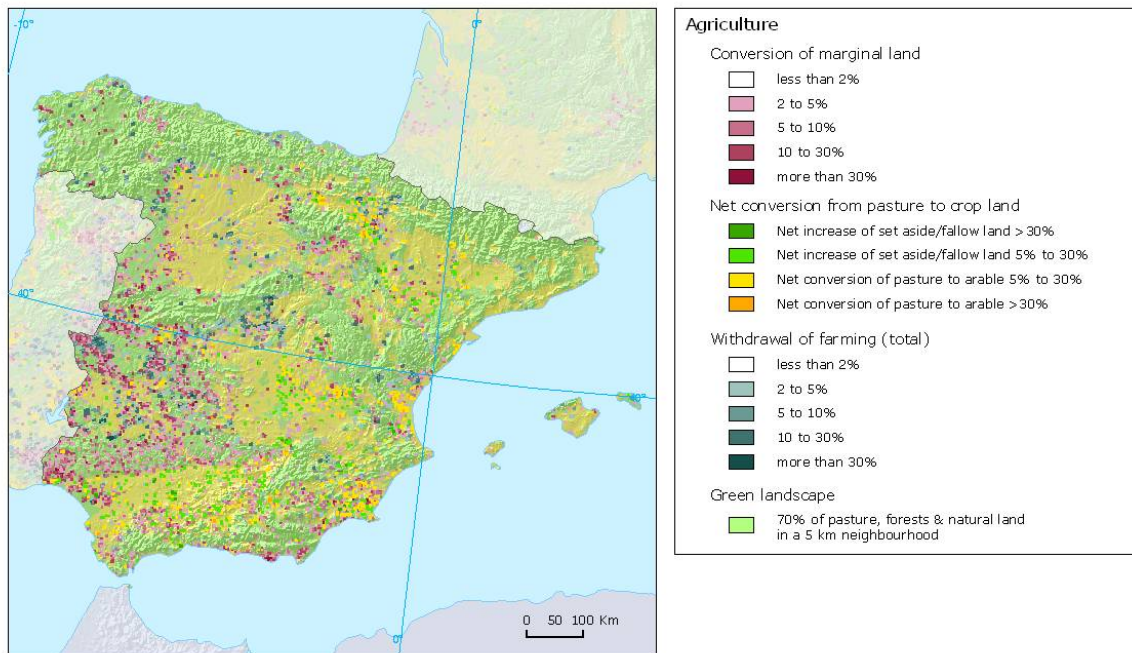 -10°
0°
40°
40°
0°
0 50 100 Km
Agriculture
Conversion of marginal land
less than 2%
2 to 5%
5 to 10%
10 to 30%
more than 30%
Net conversion from pasture to crop land
Net increase of set aside/fallow land > 30%
Net increase of set aside/fallow land 5% to 30%
Net conversion of pasture to arable 5% to 30%
Net conversion of pasture to arable >30%
Withdrawal of farming (total)
less than 2%
2 to 5%
5 to 10%
10 to 30%
more than 30%
Green landscape
70% of pasture, forests & natural land
in a 5 km neighbourhood